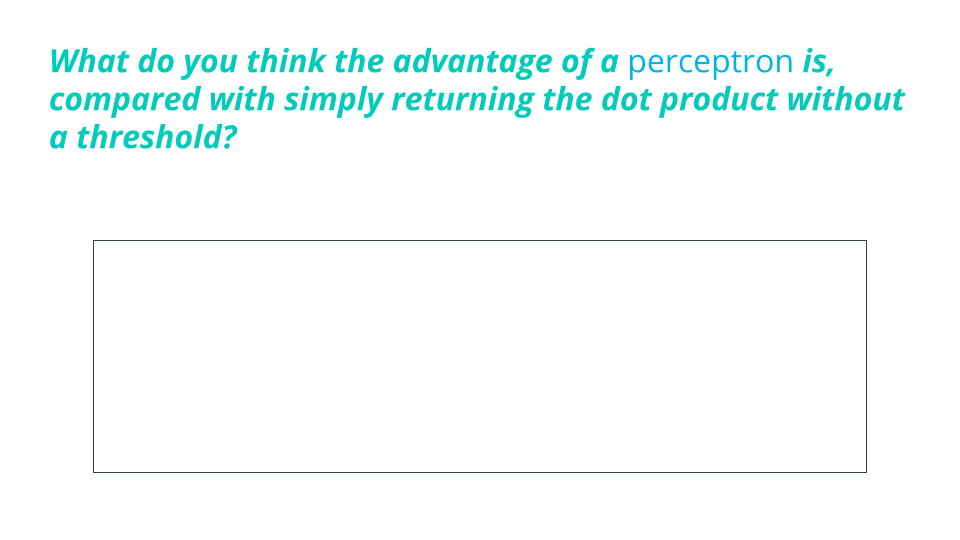 What do you think the advantage of a perceptron is,
compared with simply returning the dot product without
a threshold?